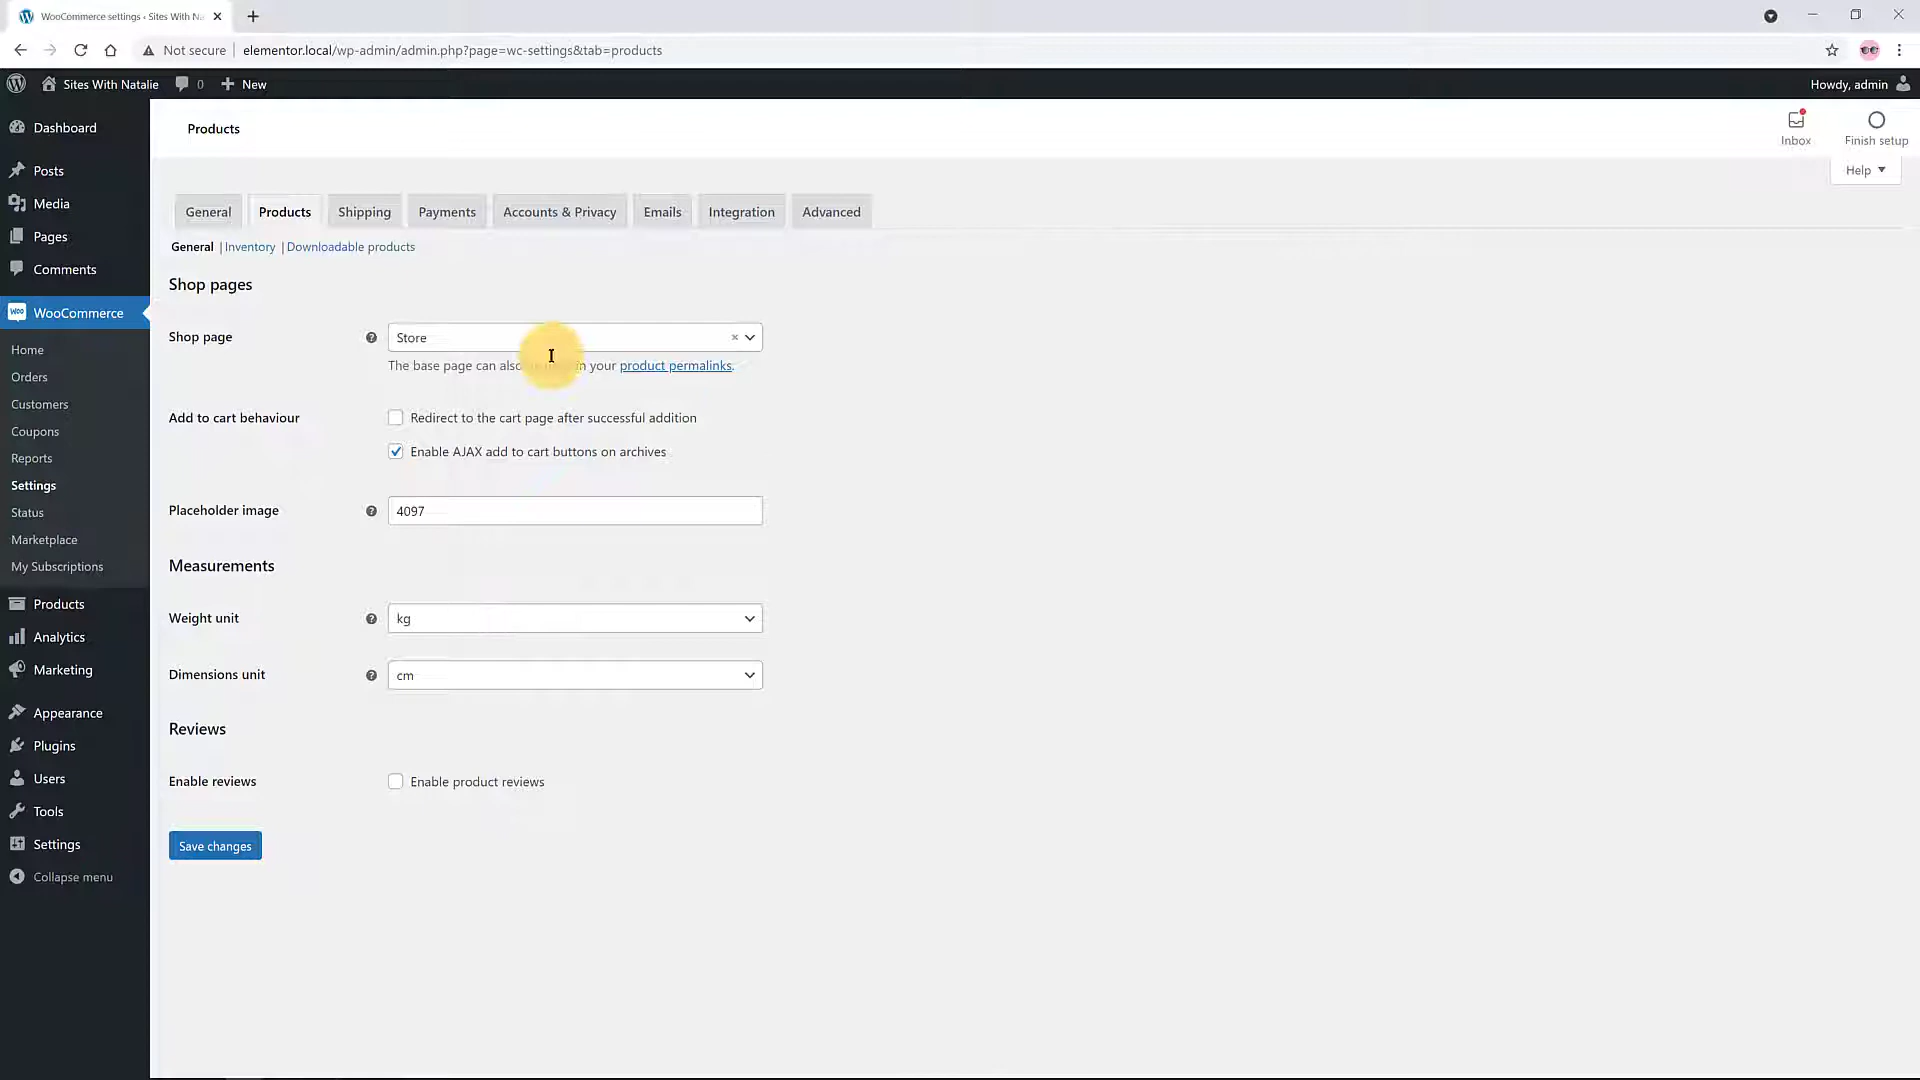 WooCommerce settings ‹ Sites With Na
Not secure
elementor.local/wp-admin/admin.php?page=wc-settings&tab=products
Sites With Natalie
0
New
Howdy, admin
Dashboard
Posts
Media
Pages
Comments
WOO
WooCommerce
Home
Orders
Customers
Coupons
Reports
Settings
Status
Marketplace
My Subscriptions
Products
Analytics
Marketing
Appearance
Plugins
Users
Tools
Settings
Collapse menu
Products
Inbox
Finish setup
Help
General
Products
Shipping
Payments
Accounts & Privacy
Emails
Integration
Advanced
General | Inventory | Downloadable products
Shop pages
Shop page
Store
The base page can also in your product permalinks.
Add to cart behaviour
Redirect to the cart page after successful addition
Enable AJAX add to cart buttons on archives
Placeholder image
4097
Measurements
Weight unit
kg
Dimensions unit
cm
Reviews
Enable reviews
Enable product reviews
Save changes